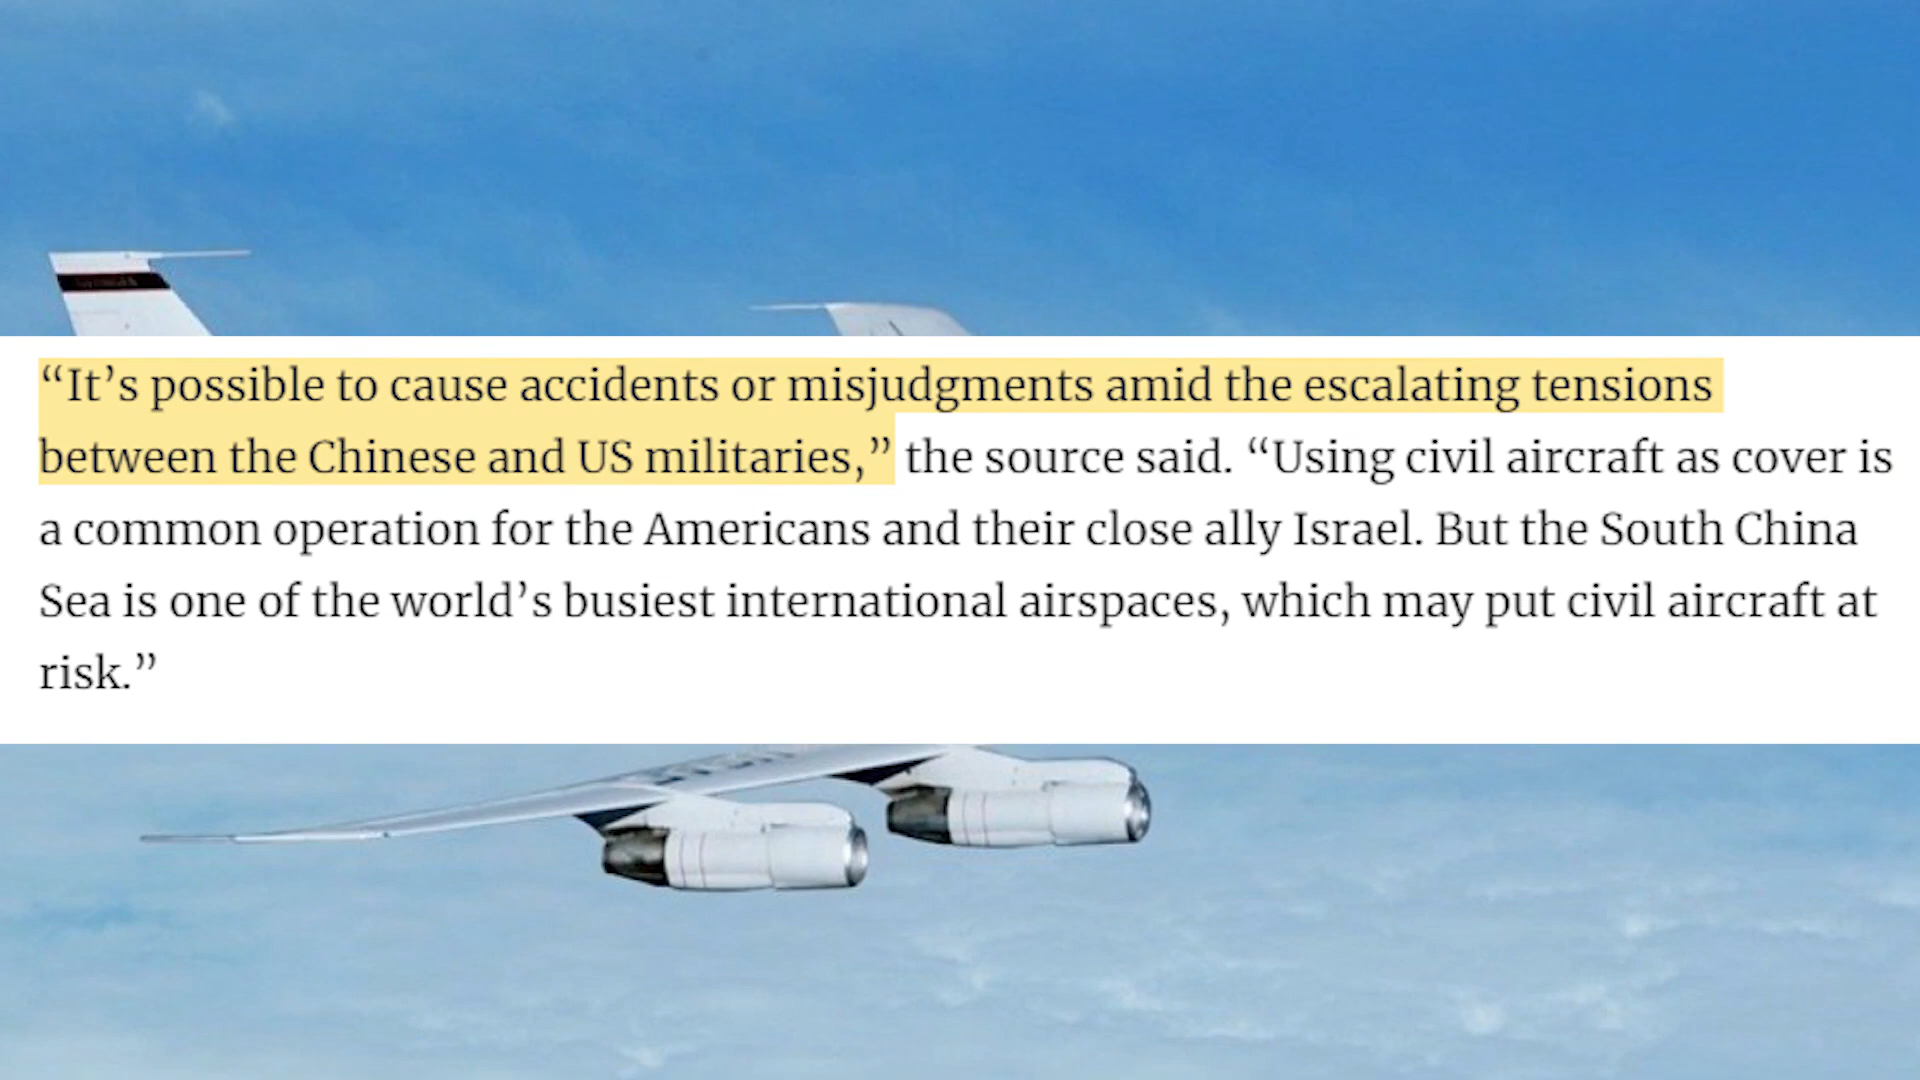 “It’s possible to cause accidents or misjudgments amid the escalating tensions
between the Chinese and US militaries,” the source said. “Using civil aircraft as cover is
a common operation for the Americans and their close ally Israel. But the South China
Sea is one of the world’s busiest international airspaces, which may put civil aircraft at
risk.”